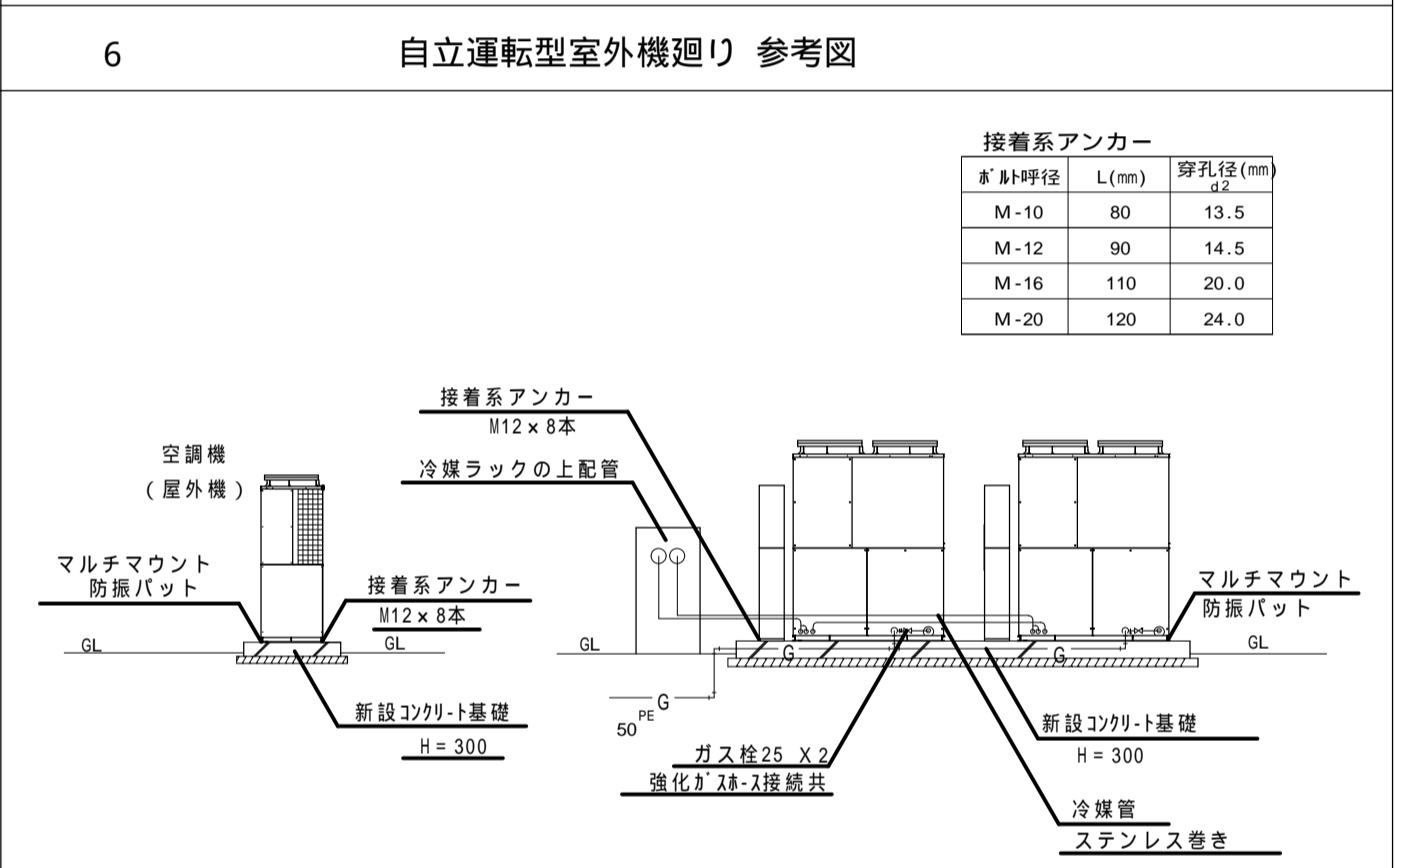 6 自立運転型室外機廻り 参考図
接着系アンカー
ボルト呼径 L(mm) 穿孔径(mm)
d2
M-10 80 13.5
M-12 90 14.5
M-16 110 20.0
M-20 120 24.0
接着系アンカー
M12×8本
冷媒ラックの上配管
空調機
(屋外機)
マルチマウント
防振パット
接着系アンカー
M12×8本
GL
GL
新設コンクリート基礎
H=300
マルチマウント
防振パット
GL
GL
G
G
G
50PE
ガス栓25 X2
強化ガスホース接続共
新設コンクリート基礎
H=300
冷媒管
ステンレス巻き